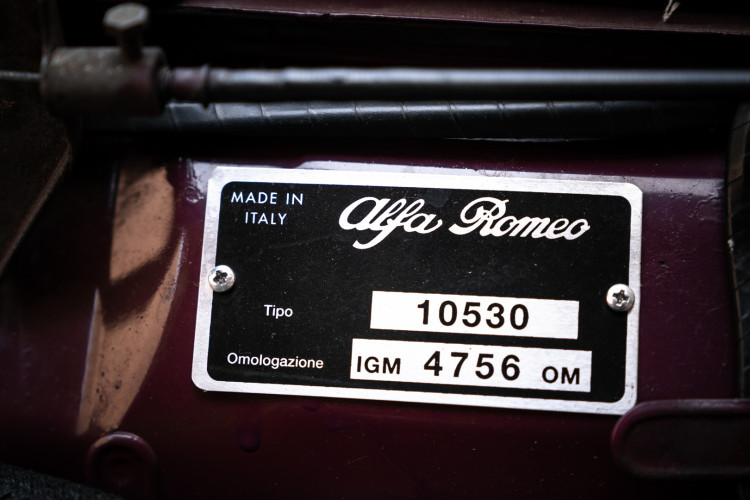 MADE IN
ITALY
Alfa Romeo
Tipo 10530
Omologazione IGM 4756 OM